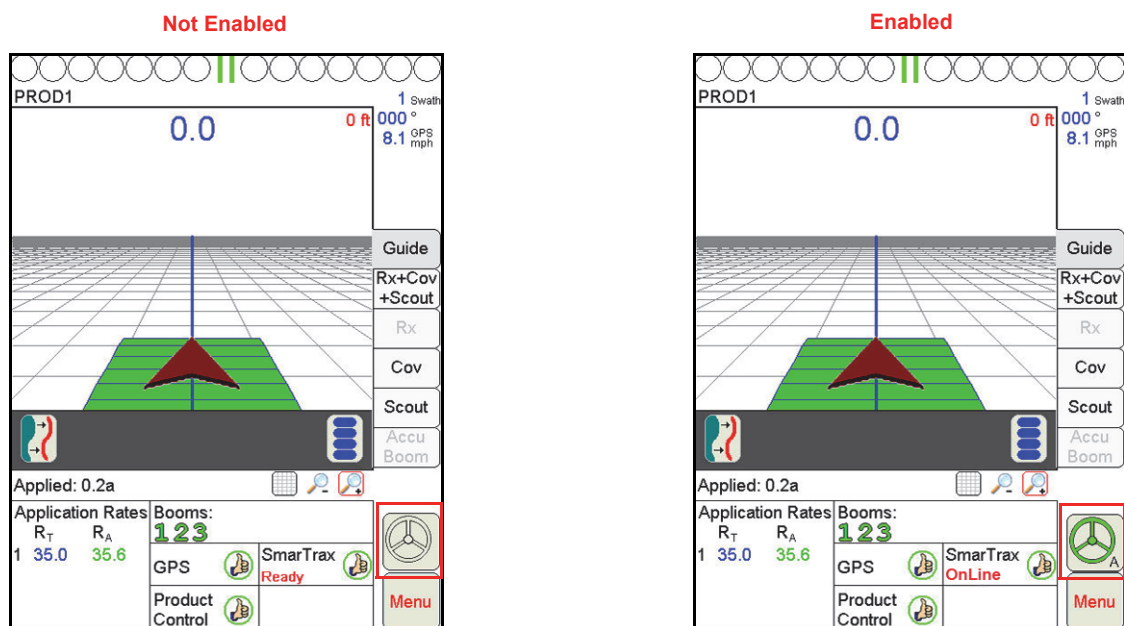 Not Enabled
PROD1
1 Swath
0.0
0 ft
000 °
8.1 GPS mph
Guide
Rx+Cov
+Scout
Rx
Cov
Scout
Accu
Boom
Applied: 0.2a
Application Rates
RT RA
1 35.0 35.6
Booms:
123
GPS
SmarTrax
Ready
Product
Control
Menu
Enabled
PROD1
1 Swath
0.0
0 ft
000 °
8.1 GPS mph
Guide
Rx+Cov
+Scout
Rx
Cov
Scout
Accu
Boom
Applied: 0.2a
Application Rates
RT RA
1 35.0 35.6
Booms:
123
GPS
SmarTrax
OnLine
A
Product
Control
Menu